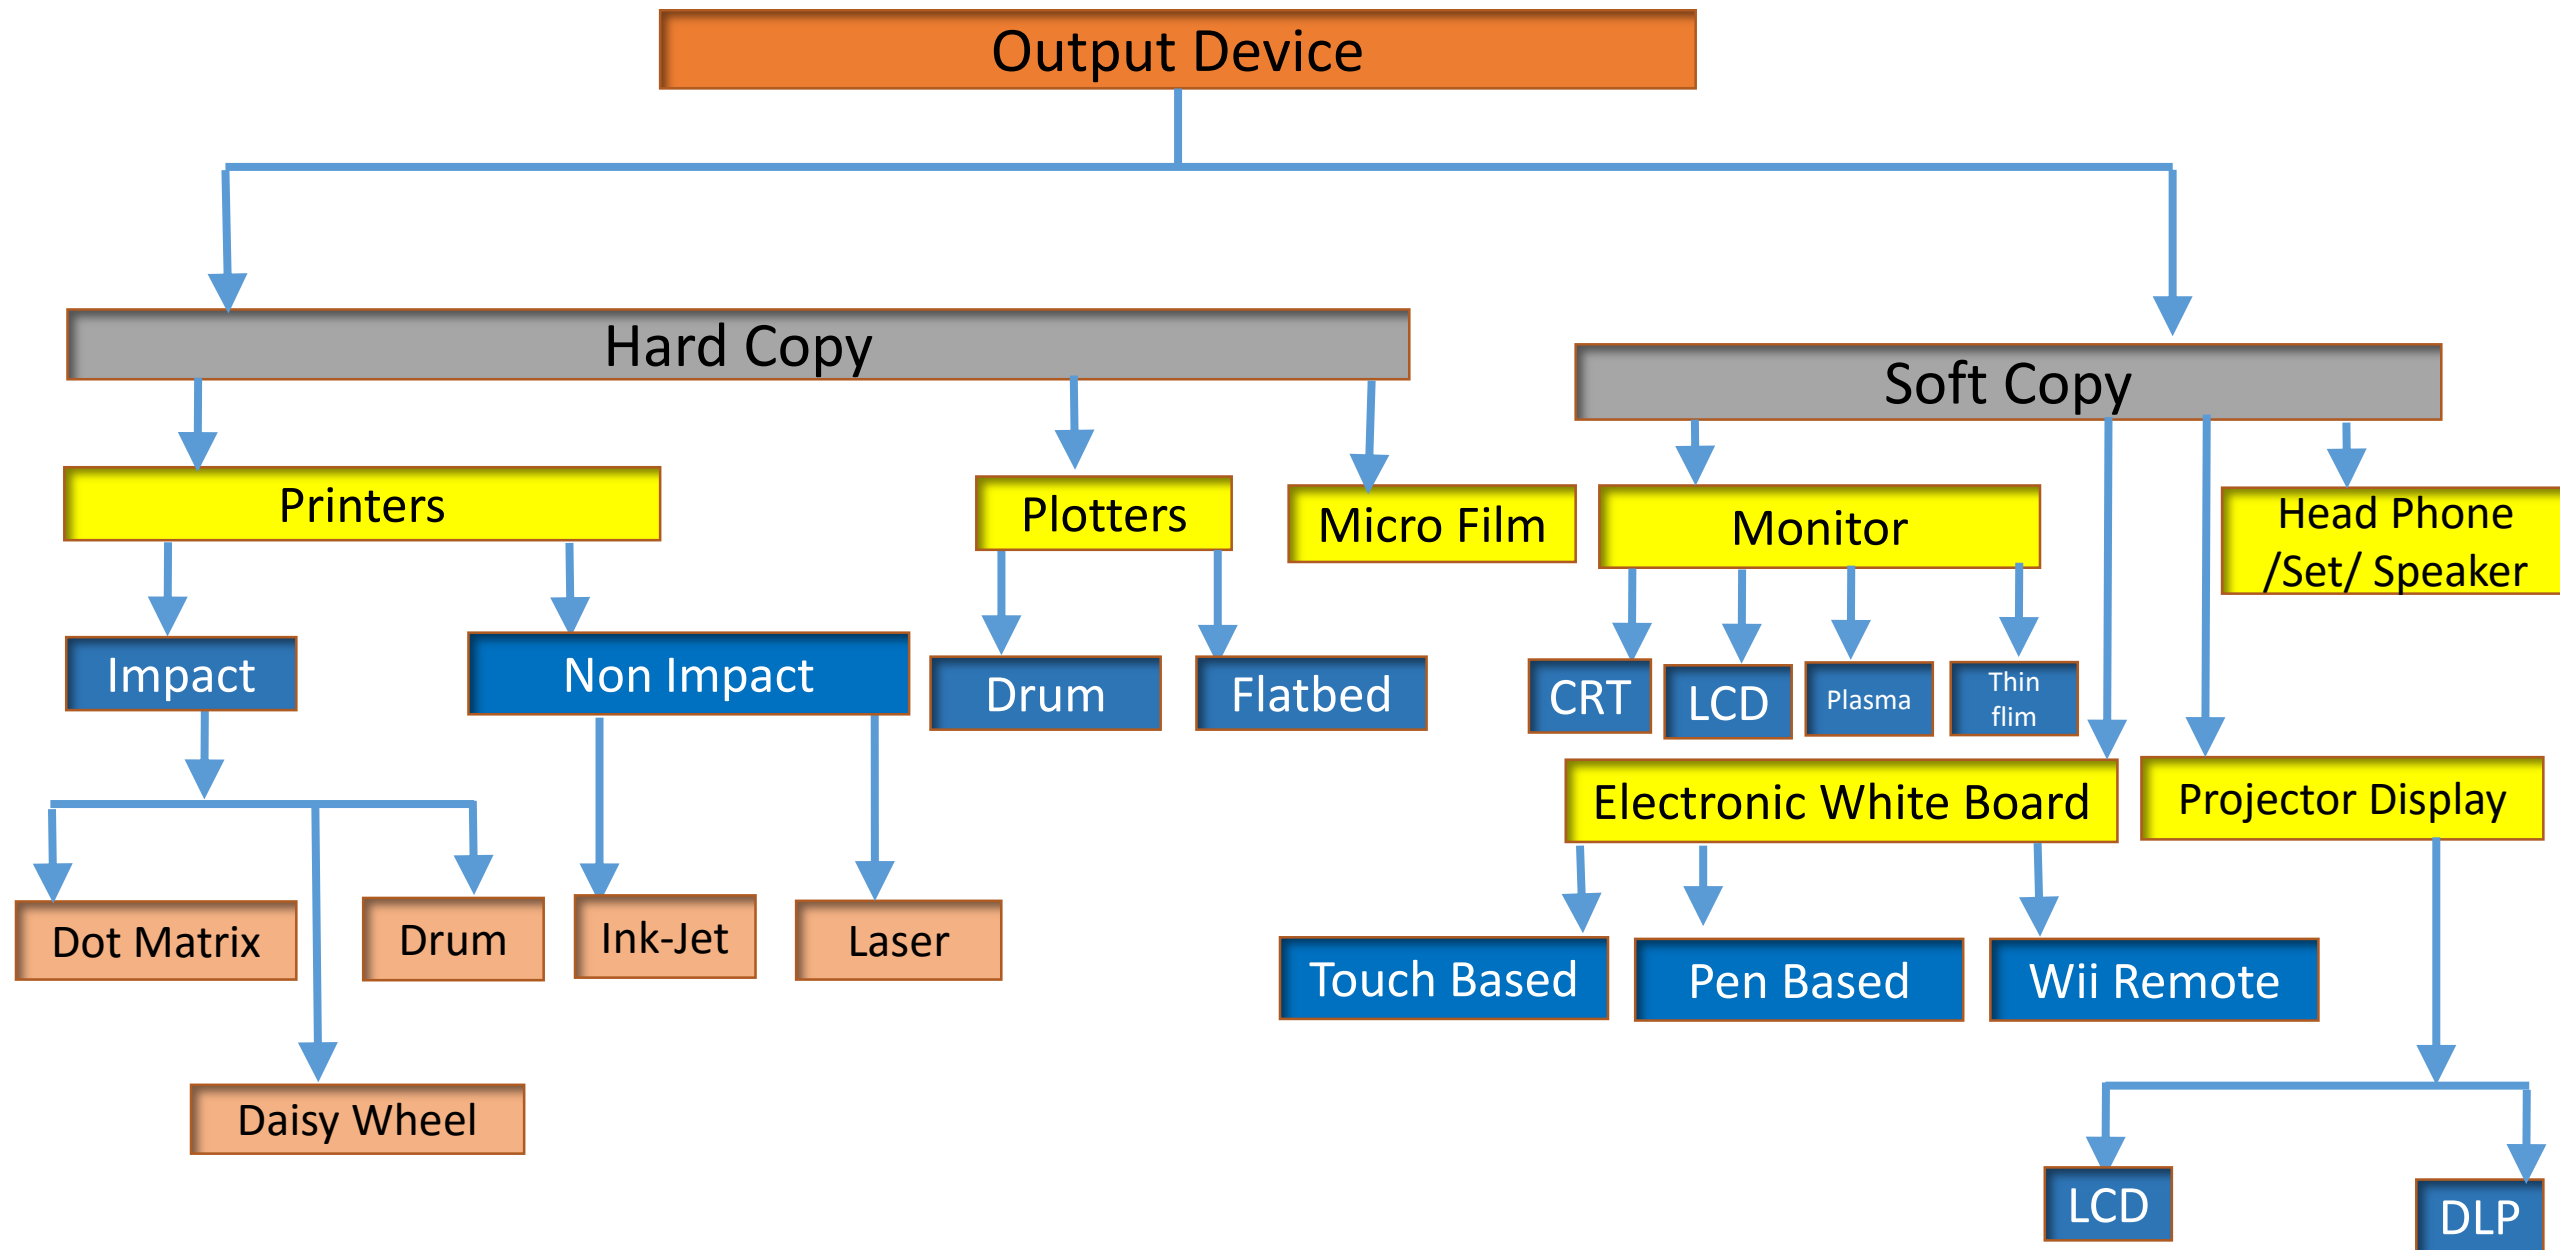 Output Device
Hard Copy
Soft Copy
Printers
Plotters
Micro Film
Monitor
Head Phone
/Set/ Speaker
Impact
Non Impact
Drum
Flatbed
CRT
LCD
Plasma
Thin
flim
Electronic White Board
Projector Display
Dot Matrix
Drum
Ink-Jet
Laser
Touch Based
Pen Based
Wii Remote
Daisy Wheel
LCD
DLP